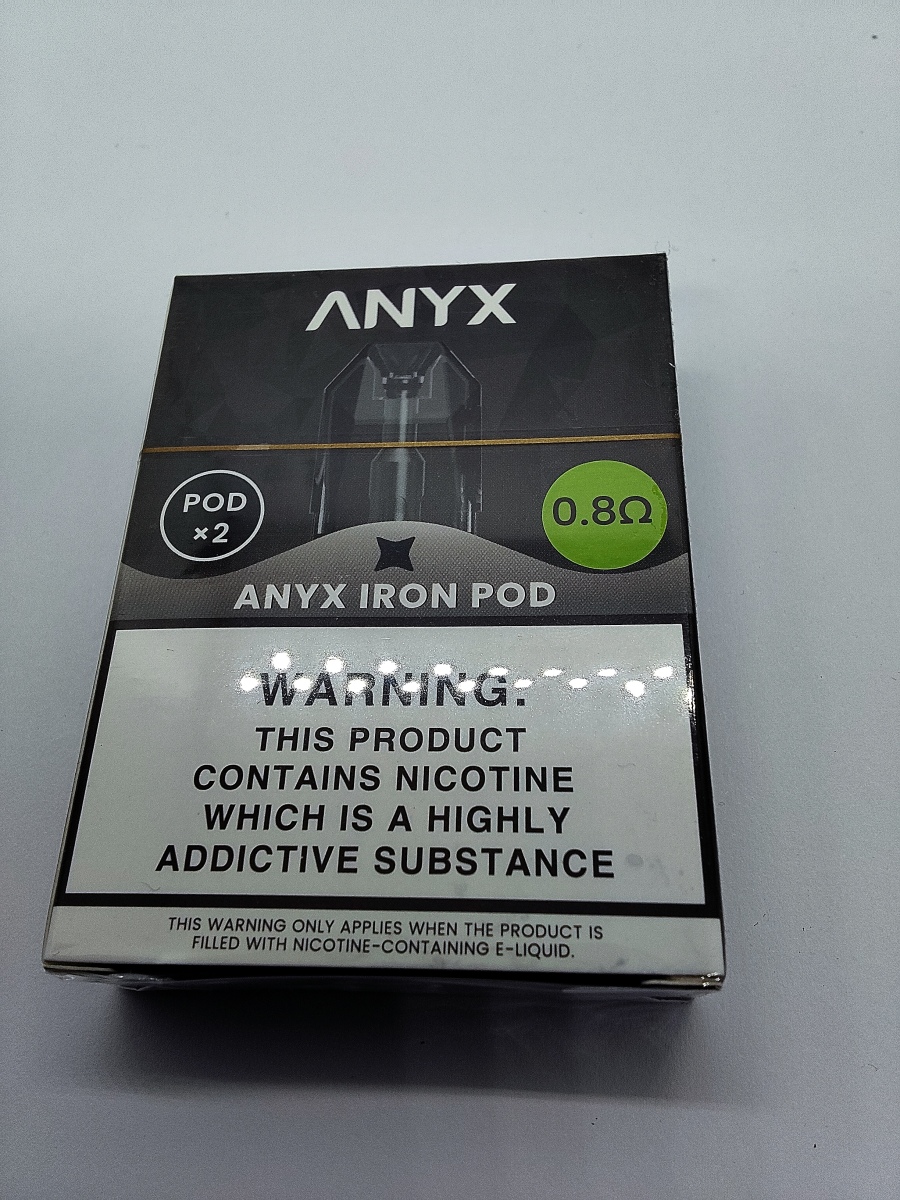 ANYX
POD
×2
0.8Ω
ANYX IRON POD
WARNING:
THIS PRODUCT
CONTAINS NICOTINE
WHICH IS A HIGHLY
ADDICTIVE SUBSTANCE
THIS WARNING ONLY APPLIES WHEN THE PRODUCT IS
FILLED WITH NICOTINE-CONTAINING E-LIQUID.